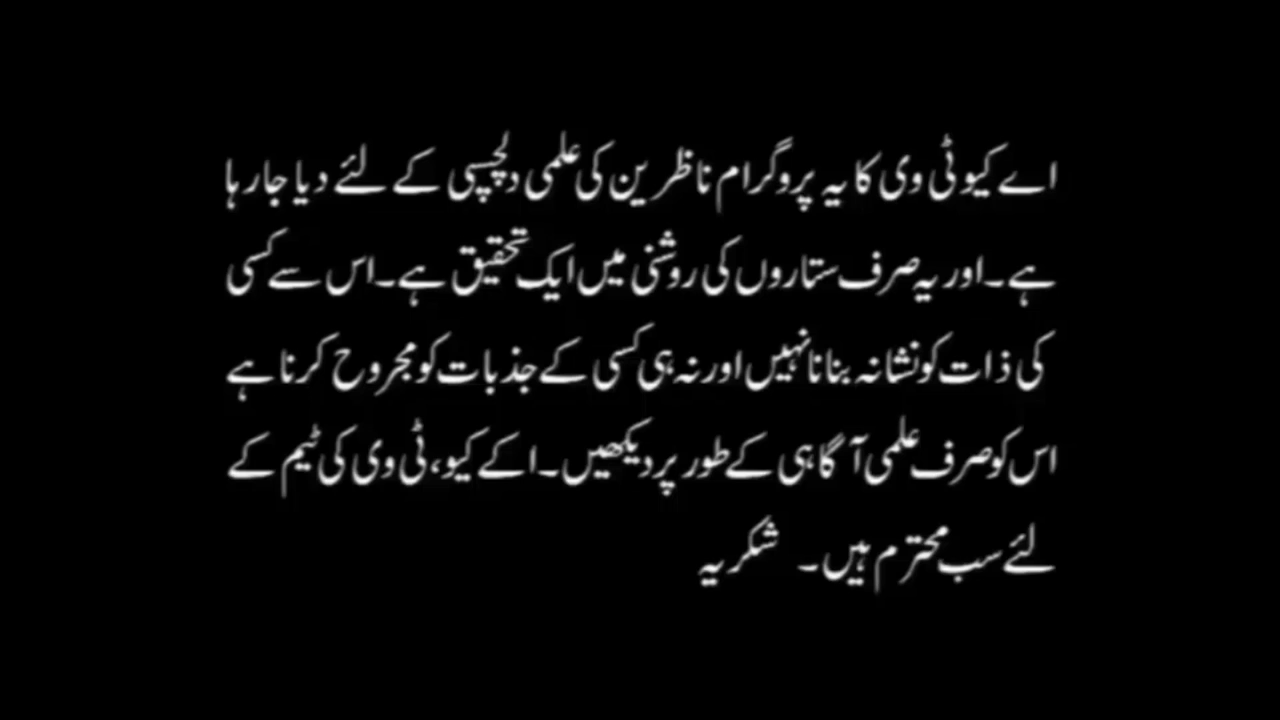 اے کیو ٹی وی کا یہ پروگرام ناظرین کی علمی دلچسپی کے لئے دیا جارہا
ہے۔اور یہ صرف ستاروں کی روشنی میں ایک تحقیق ہے۔اس سے کسی
کی ذات کو نشانہ بنانا نہیں اور نہ ہی کسی کے جذبات کو مجروح کرنا ہے
اس کو صرف علمی آگاہی کے طور پر دیکھیں۔اکے کیو،ٹی وی کی ٹیم کے
لئے سب محترم ہیں۔ شکریہ